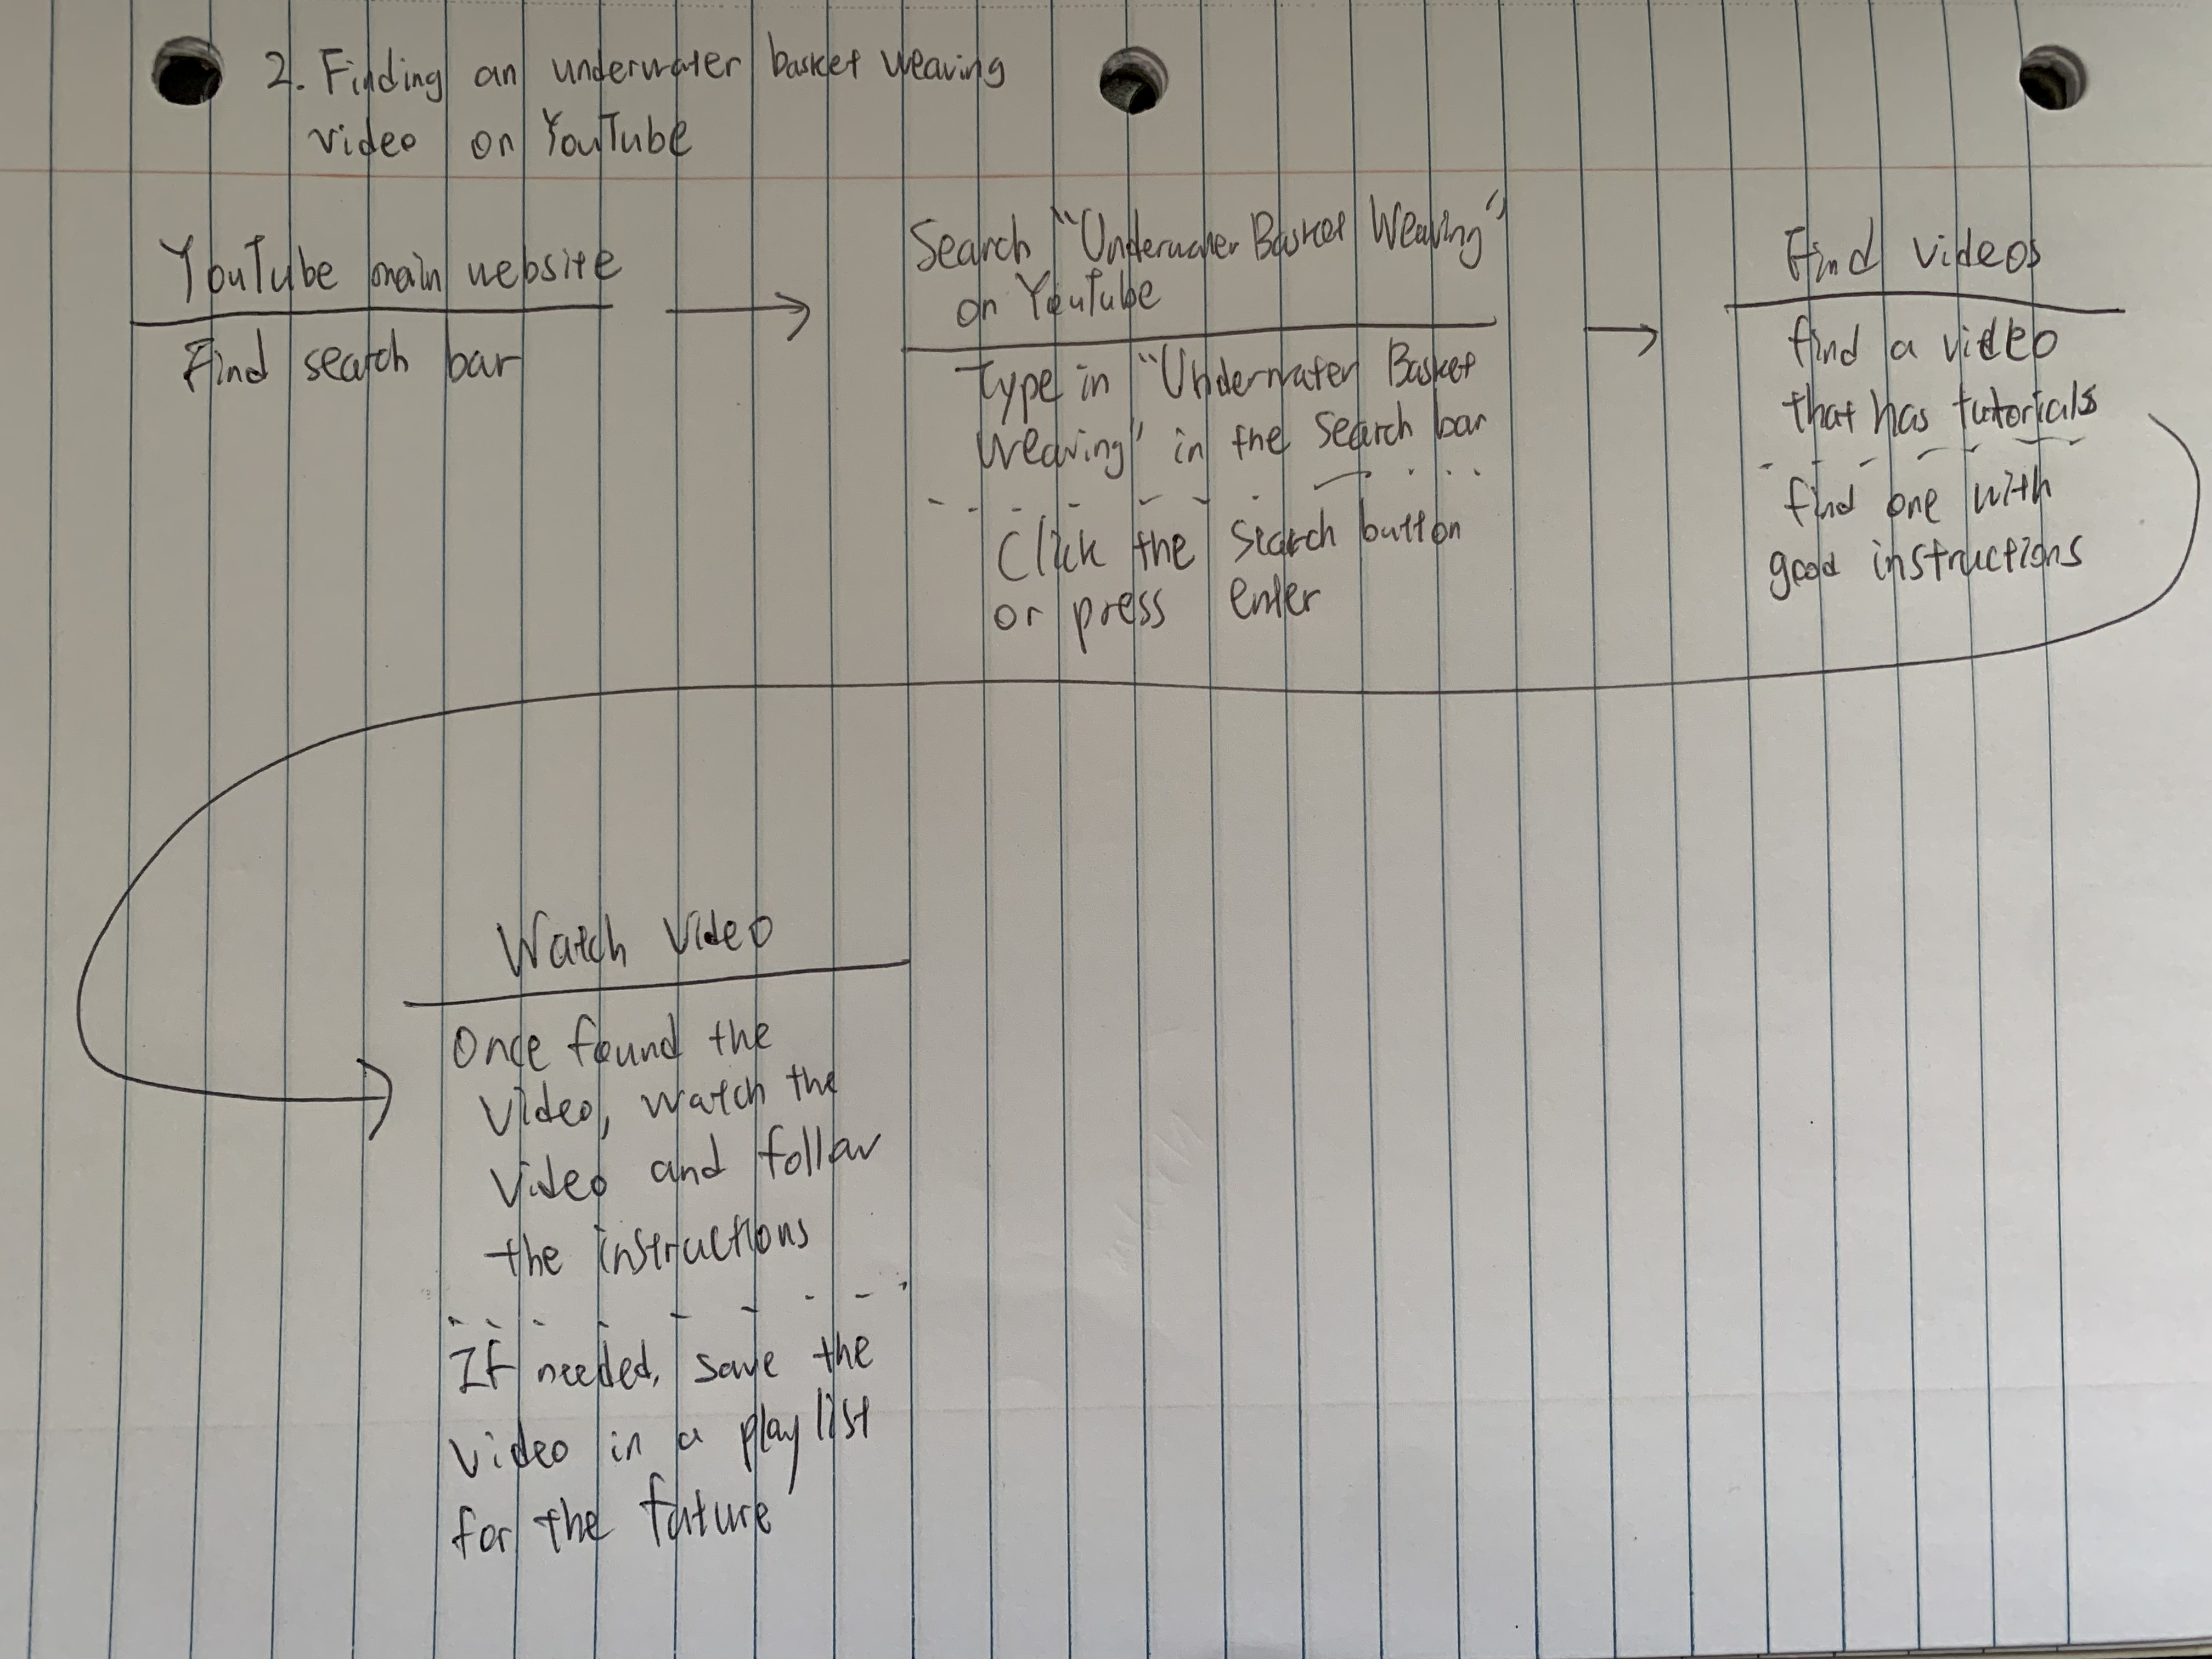 2. Finding an underwater basket weaving
video on YouTube
YouTube main website
Find search bar
Search "Underwater Basket Weaving"
on YouTube
Type in "Underwater Basket
Weaving" in the search bar
Click the search button
or press enter
Find videos
find a video
that has tutorials
find one with
good instructions
Watch video
Once found the
video, watch the
video and follow
the instructions
If needed, save the
video in a play list
for the future